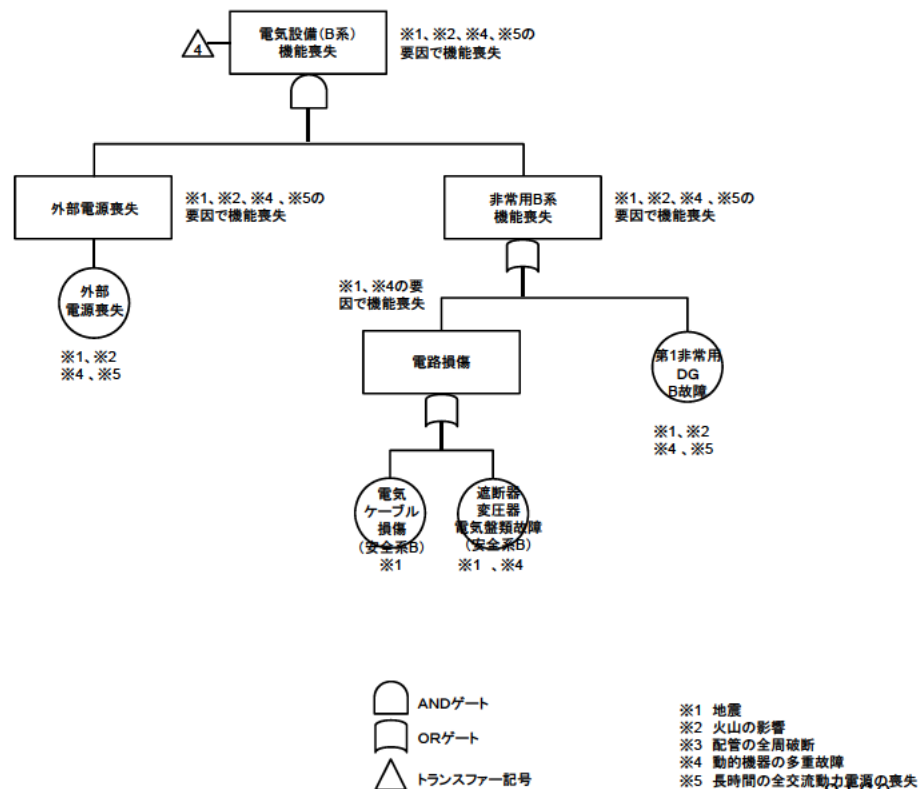 4
電気設備(B系)
機能喪失
※1、※2、※4、※5の
要因で機能喪失
外部電源喪失
※1、※2、※4 、※5の
要因で機能喪失
非常用B系
機能喪失
※1、※2、※4 、※5の
要因で機能喪失
外部
電源喪失
※1、※2
※4 、※5
※1、※4の要
因で機能喪失
電路損傷
第1非常用
DG
B故障
※1、※2
※4 、※5
電気
ケーブル
損傷
(安全系B)
※1
遮断器
変圧器
電気盤類故障
(安全系B)
※1 、※4
ANDゲート
ORゲート
トランスファー記号
※1 地震
※2 火山の影響
※3 配管の全周破断
※4 動的機器の多重故障
※5 長時間の全交流動力電源の喪失